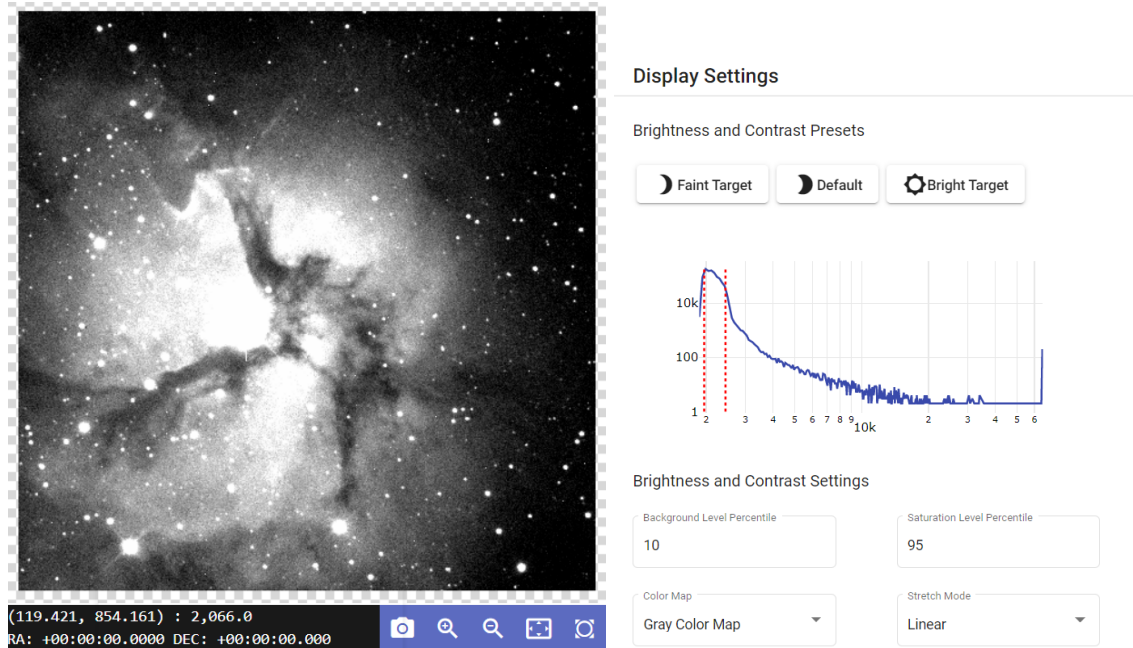 Display Settings
Brightness and Contrast Presets
Faint Target Default Bright Target
10k
100
1
2 3 4 5 6 7 8 9 2 3 4 5 6
10k
Brightness and Contrast Settings
Background Level Percentile Saturation Level Percentile
10 95
Color Map Stretch Mode
Gray Color Map Linear
(119.421, 854.161) : 2,066.0
RA: +00:00:00.0000 DEC: +00:00:00.000